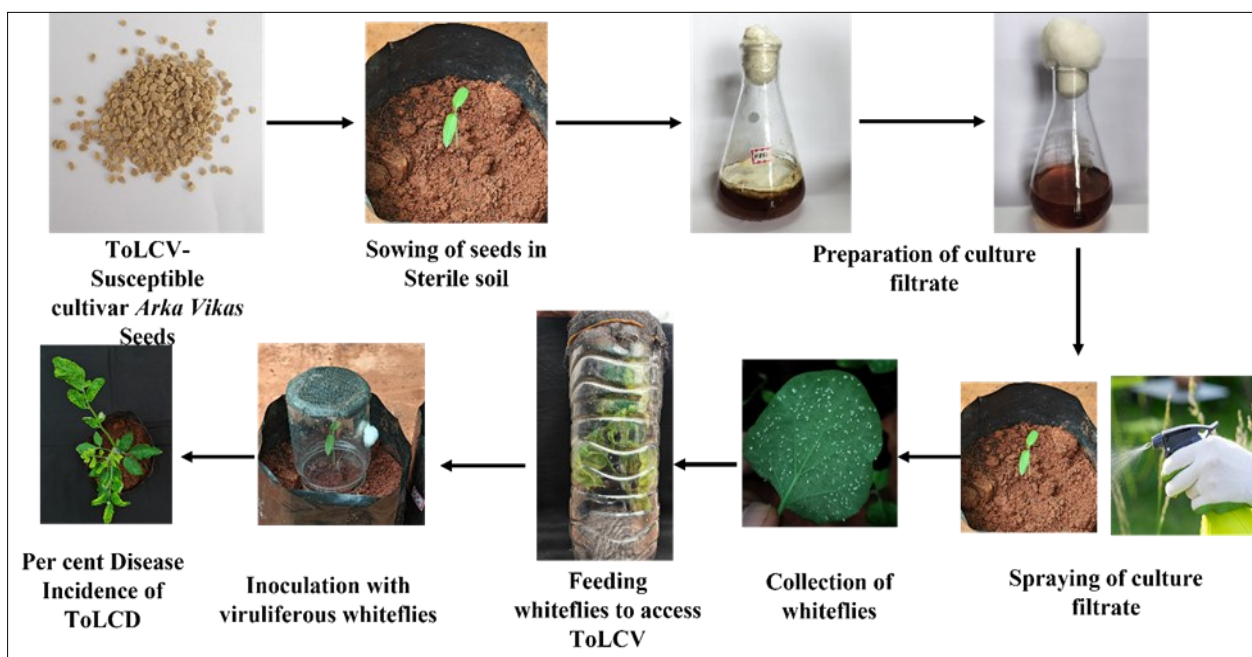 ToLCV-
Susceptible
cultivar Arka Vikas
Seeds
Sowing of seeds in
Sterile soil
Preparation of culture
filtrate
Spraying of culture
filtrate
Collection of
whiteflies
Feeding
whiteflies to access
ToLCV
Inoculation with
viruliferous whiteflies
Per cent Disease
Incidence of
ToLCD